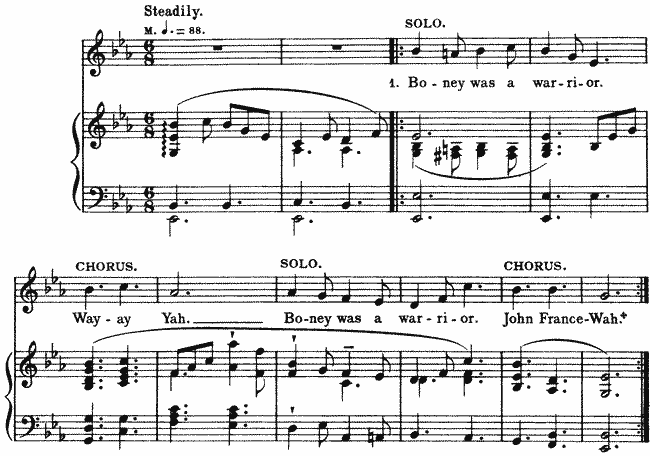 Steadily.
M. ♩. = 88.
SOLO.
1. Bo - ney was a war - ri - or.
CHORUS. SOLO. CHORUS.
Way - ay Yah. Bo - ney was a war - ri - or. John France - Wah.*